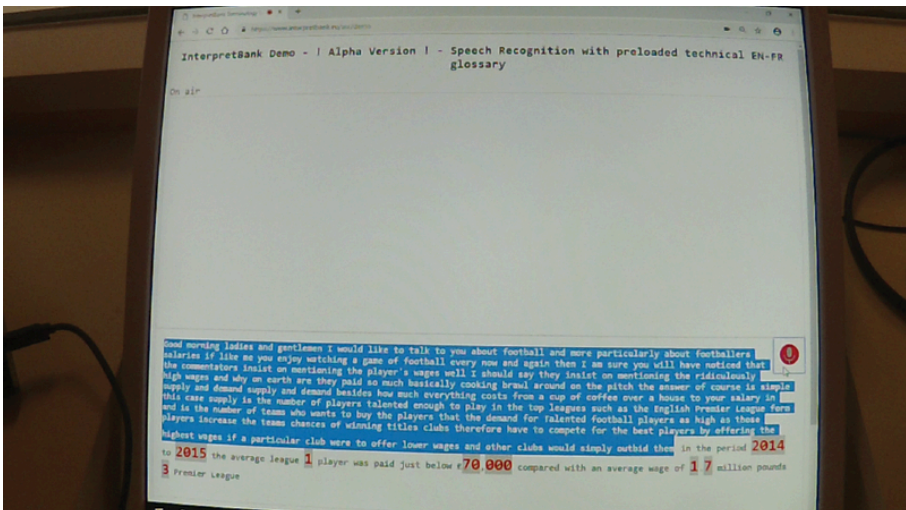 InterpretBank Terminology
https://www.interpretbank.eu/asr/demo
InterpretBank Demo - ! Alpha Version ! - Speech Recognition with preloaded technical EN-FR
glossary
On air
Good morning ladies and gentlemen I would like to talk to you about football and more particularly about footballers
salaries if like me you enjoy watching a game of football every now and again then I am sure you will have noticed that
the commentators insist on mentioning the player's wages well I should say they insist on mentioning the ridiculously
high wages and why on earth are they paid so much basically cooking brawl around on the pitch the answer of course is simple
supply and demand supply and demand besides how much everything costs from a cup of coffee over a house to your salary in
this case supply is the number of players talented enough to play in the top leagues such as the English Premier League form
and is the number of teams who wants to buy the players that the demand for Talented football players as high as those
players increase the teams chances of winning titles clubs therefore have to compete for the best players by offering the
highest wages if a particular club were to offer lower wages and other clubs would simply outbid them in the period 2014
to 2015 the average league 1 player was paid just below €70,000 compared with an average wage of 1.7 million pounds
3 Premier League